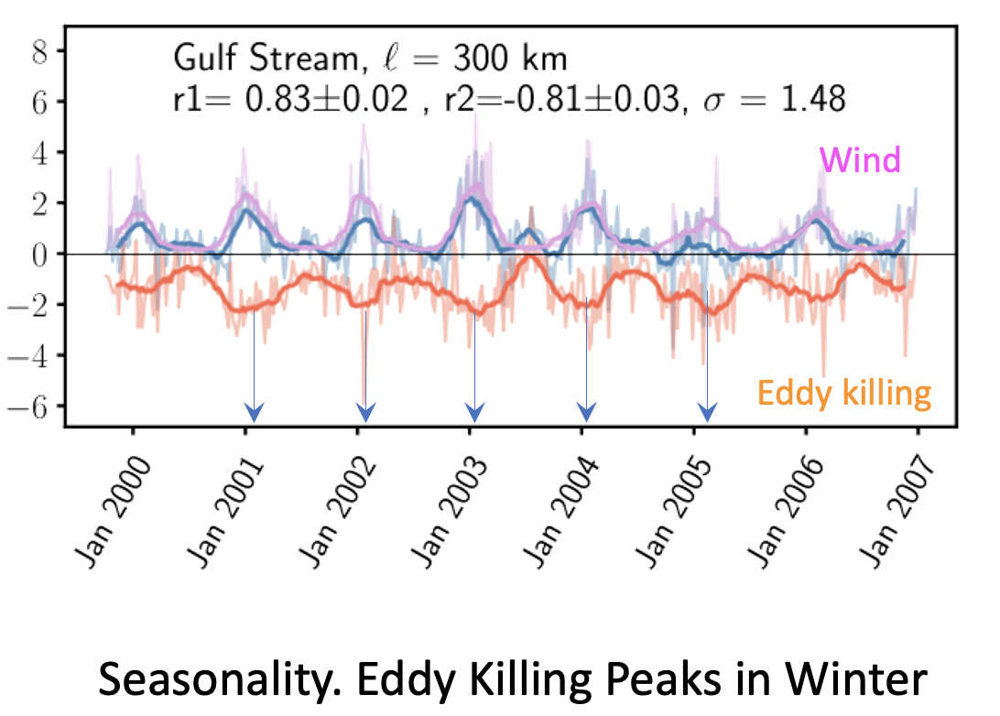 Gulf Stream, ℓ = 300 km
r1= 0.83±0.02 , r2=-0.81±0.03, σ = 1.48
8
6
4
2
0
−2
−4
−6
Wind
Eddy killing
Jan 2000
Jan 2001
Jan 2002
Jan 2003
Jan 2004
Jan 2005
Jan 2006
Jan 2007
Seasonality. Eddy Killing Peaks in Winter